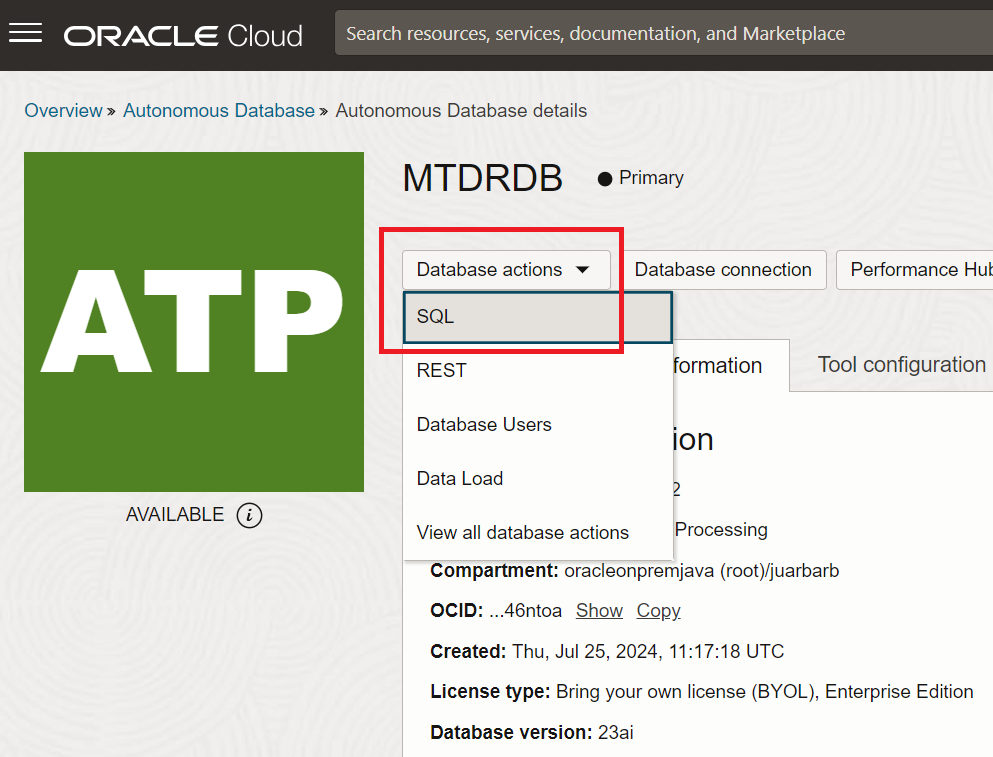 ORACLE Cloud
Search resources, services, documentation, and Marketplace
Overview » Autonomous Database » Autonomous Database details
ATP
AVAILABLE i
MTDRDB
Primary
Database actions
Database connection
Performance Hub
SQL
REST
Database Users
Data Load
View all database actions
formation
Tool configuration
ion
2
Processing
Compartment: oracleonpremjava (root)/juarbarb
OCID: ...46ntoa Show Copy
Created: Thu, Jul 25, 2024, 11:17:18 UTC
License type: Bring your own license (BYOL), Enterprise Edition
Database version: 23ai